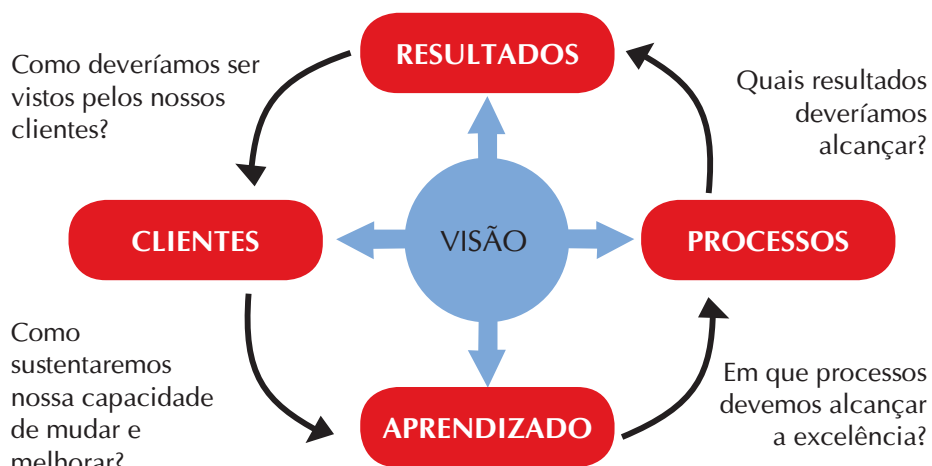 RESULTADOS
Como deveríamos ser
vistos pelos nossos
clientes?
Quais resultados
deveríamos
alcançar?
CLIENTES
VISÃO
PROCESSOS
Como
sustentaremos
nossa capacidade
de mudar e
melhorar?
APRENDIZADO
Em que processos
devemos alcançar
a excelência?